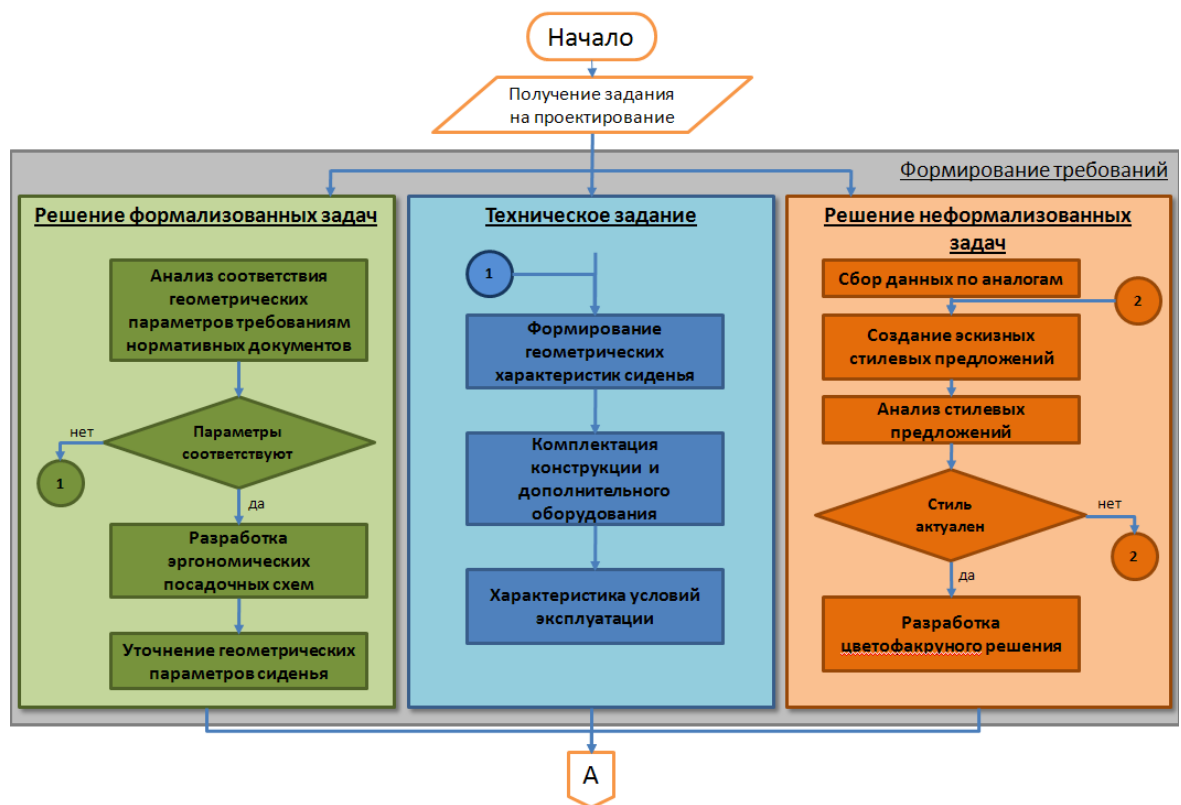 Начало
Получение задания
на проектирование
Формирование требований
Решение формализованных задач
Анализ соответствия
геометрических
параметров требованиям
нормативных документов
Параметры
соответствуют
нет
1
да
Разработка
эргономических
посадочных схем
Уточнение геометрических
параметров сиденья
Техническое задание
1
Формирование
геометрических
характеристик сиденья
Комплектация
конструкции и
дополнительного
оборудования
Характеристика условий
эксплуатации
Решение неформализованных
задач
Сбор данных по аналогам
2
Создание эскизных
стилевых предложений
Анализ стилевых
предложений
Стиль
актуален
нет
2
да
Разработка
цветофакруного решения
А